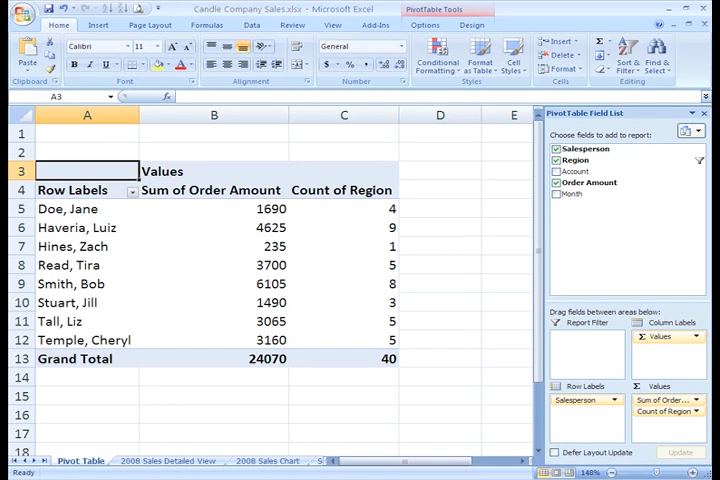 Candle Company Sales.xlsx - Microsoft Excel
PivotTable Tools
Home Insert Page Layout Formulas Data Review View Add-Ins Options Design
Calibri 11 General
Paste
Conditional Formatting Format as Table Cell Styles
Insert
Delete
Format
Sort & Filter Find & Select
Clipboard Font Alignment Number Styles Cells Editing
A3 fx
A B C D E
1
2
3 Values
4 Row Labels Sum of Order Amount Count of Region
5 Doe, Jane 1690 4
6 Haveria, Luiz 4625 9
7 Hines, Zach 235 1
8 Read, Tira 3700 5
9 Smith, Bob 6105 8
10 Stuart, Jill 1490 3
11 Tall, Liz 3065 5
12 Temple, Cheryl 3160 5
13 Grand Total 24070 40
14
15
16
17
18
PivotTable Field List
Choose fields to add to report:
Salesperson
Region
Account
Order Amount
Month
Drag fields between areas below:
Report Filter Column Labels
Σ Values
Row Labels Σ Values
Salesperson Sum of Order...
Count of Region
Defer Layout Update Update
Pivot Table 2008 Sales Detailed View 2008 Sales Chart S
Ready 148%